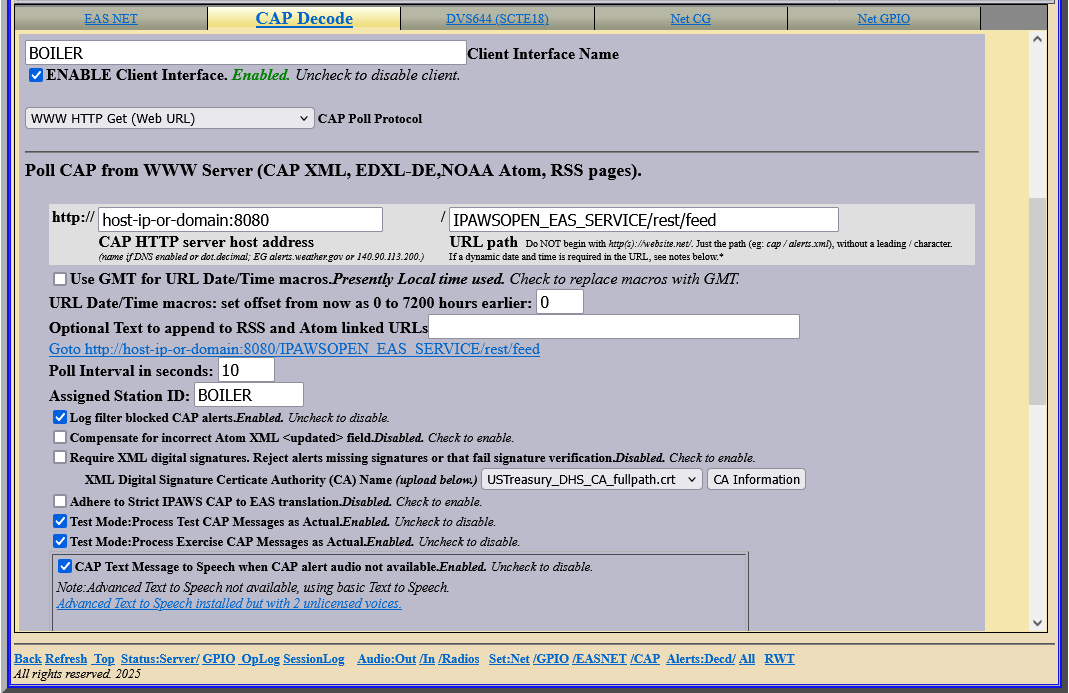 EAS NET CAP Decode DVS644 (SCTE18) Net CG Net GPIO
BOILER Client Interface Name
ENABLE Client Interface. Enabled. Uncheck to disable client.
WWW HTTP Get (Web URL) CAP Poll Protocol
Poll CAP from WWW Server (CAP XML, EDXL-DE,NOAA Atom, RSS pages).
http:// host-ip-or-domain:8080 / IPAWSOPEN_EAS_SERVICE/rest/feed
CAP HTTP server host address URL path Do NOT begin with http(s)://website.net/. Just the path (eg: cap / alerts.xml), without a leading / character.
(name if DNS enabled or dot.decimal; EG alerts.weather.gov or 140.90.113.200.) If a dynamic date and time is required in the URL, see notes below.*
Use GMT for URL Date/Time macros.Presently Local time used. Check to replace macros with GMT.
URL Date/Time macros: set offset from now as 0 to 7200 hours earlier: 0
Optional Text to append to RSS and Atom linked URLs
Goto http://host-ip-or-domain:8080/IPAWSOPEN_EAS_SERVICE/rest/feed
Poll Interval in seconds: 10
Assigned Station ID: BOILER
Log filter blocked CAP alerts.Enabled. Uncheck to disable.
Compensate for incorrect Atom XML <updated> field.Disabled. Check to enable.
Require XML digital signatures. Reject alerts missing signatures or that fail signature verification.Disabled. Check to enable.
XML Digital Signature Certicate Authority (CA) Name (upload below.) USTreasury_DHS_CA_fullpath.crt CA Information
Adhere to Strict IPAWS CAP to EAS translation.Disabled. Check to enable.
Test Mode:Process Test CAP Messages as Actual.Enabled. Uncheck to disable.
Test Mode:Process Exercise CAP Messages as Actual.Enabled. Uncheck to disable.
CAP Text Message to Speech when CAP alert audio not available.Enabled. Uncheck to disable.
Note:Advanced Text to Speech not available, using basic Text to Speech.
Advanced Text to Speech installed but with 2 unlicensed voices.
Back Refresh Top Status:Server/ GPIO OpLog SessionLog Audio:Out /In /Radios Set:Net /GPIO /EASNET /CAP Alerts:Decd/ All RWT
All rights reserved. 2025